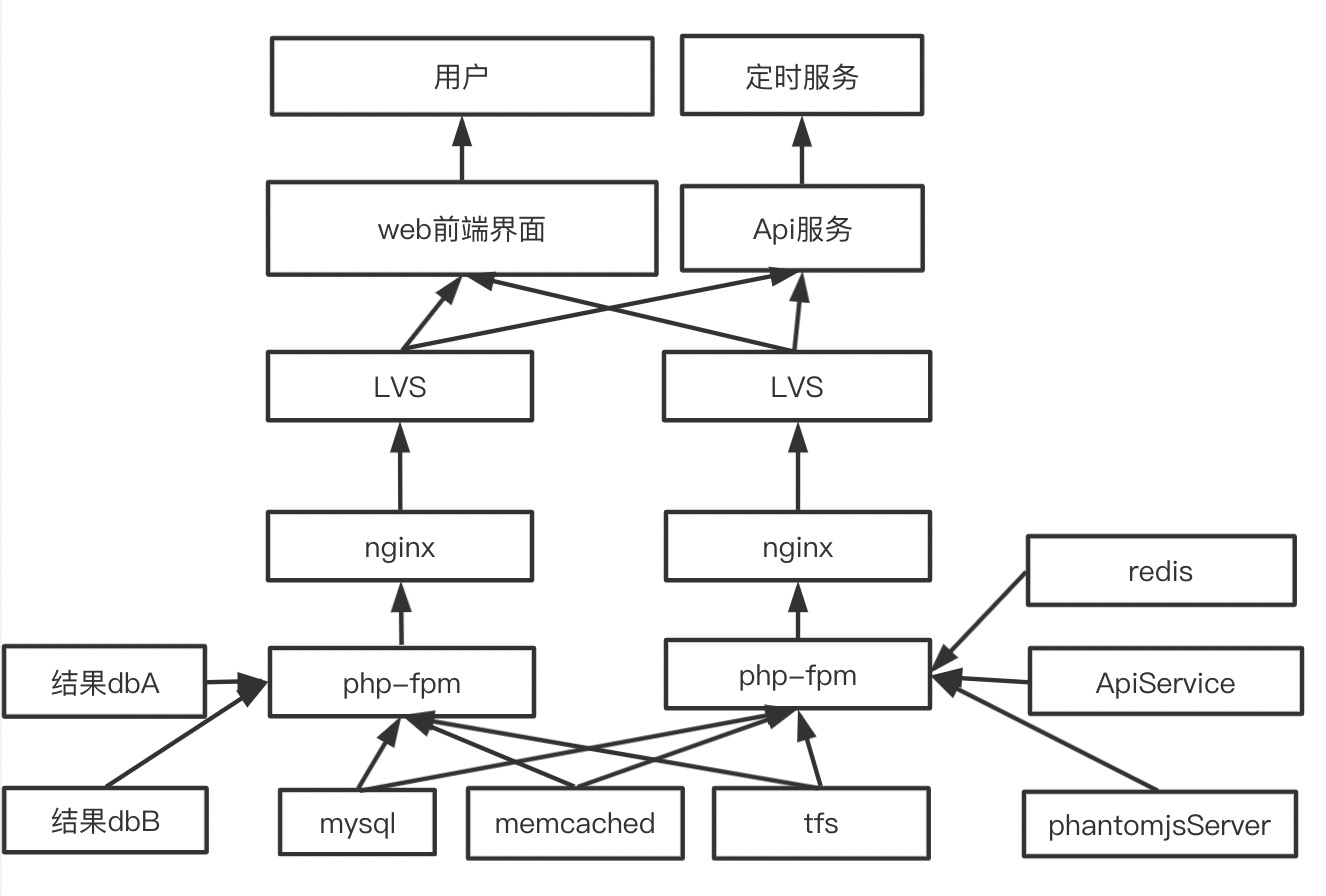 用户
定时服务
web前端界面
Api服务
LVS
LVS
nginx
nginx
redis
结果dbA
php-fpm
php-fpm
ApiService
结果dbB
mysql
memcached
tfs
phantomjsServer